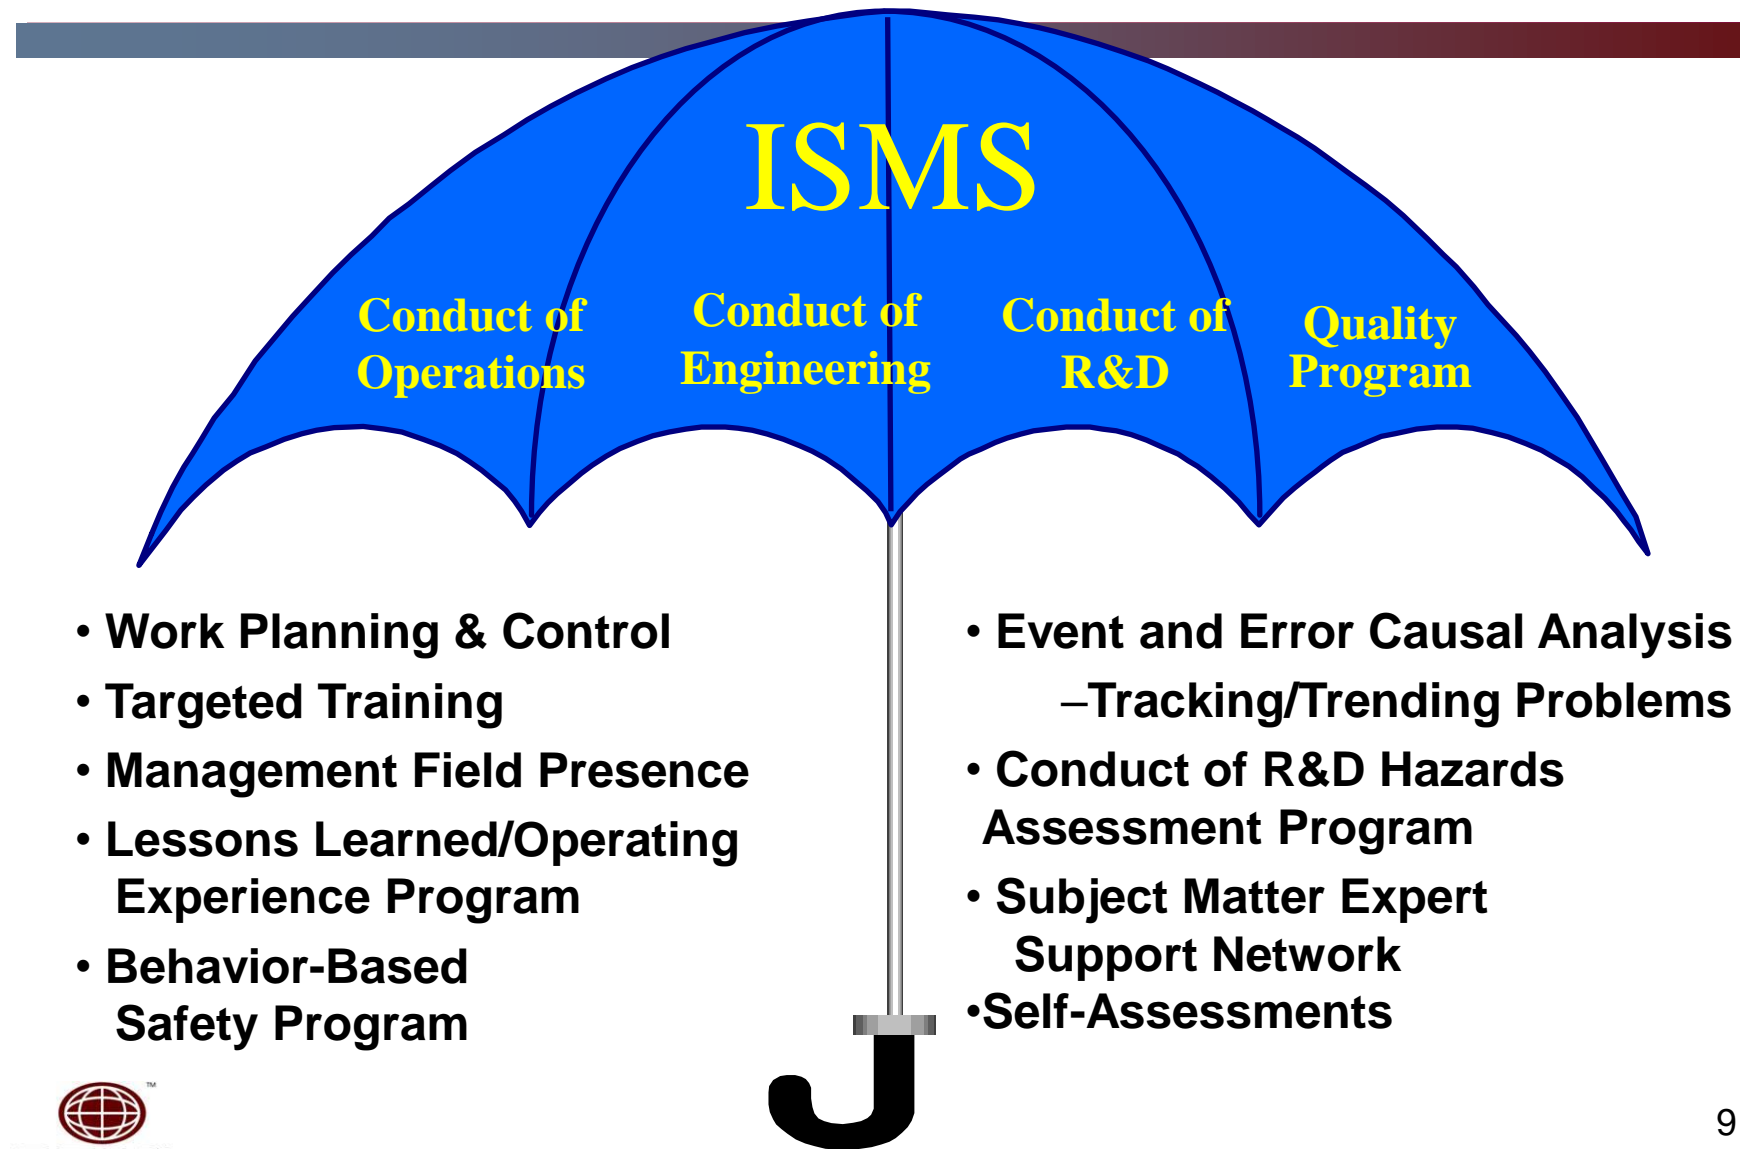 ISMS
Conduct of
Operations
Conduct of
Engineering
Conduct of
R&D
Quality
Program
• Work Planning & Control
• Targeted Training
• Management Field Presence
• Lessons Learned/Operating
Experience Program
• Behavior-Based
Safety Program
• Event and Error Causal Analysis
–Tracking/Trending Problems
• Conduct of R&D Hazards
Assessment Program
• Subject Matter Expert
Support Network
•Self-Assessments
TM
9